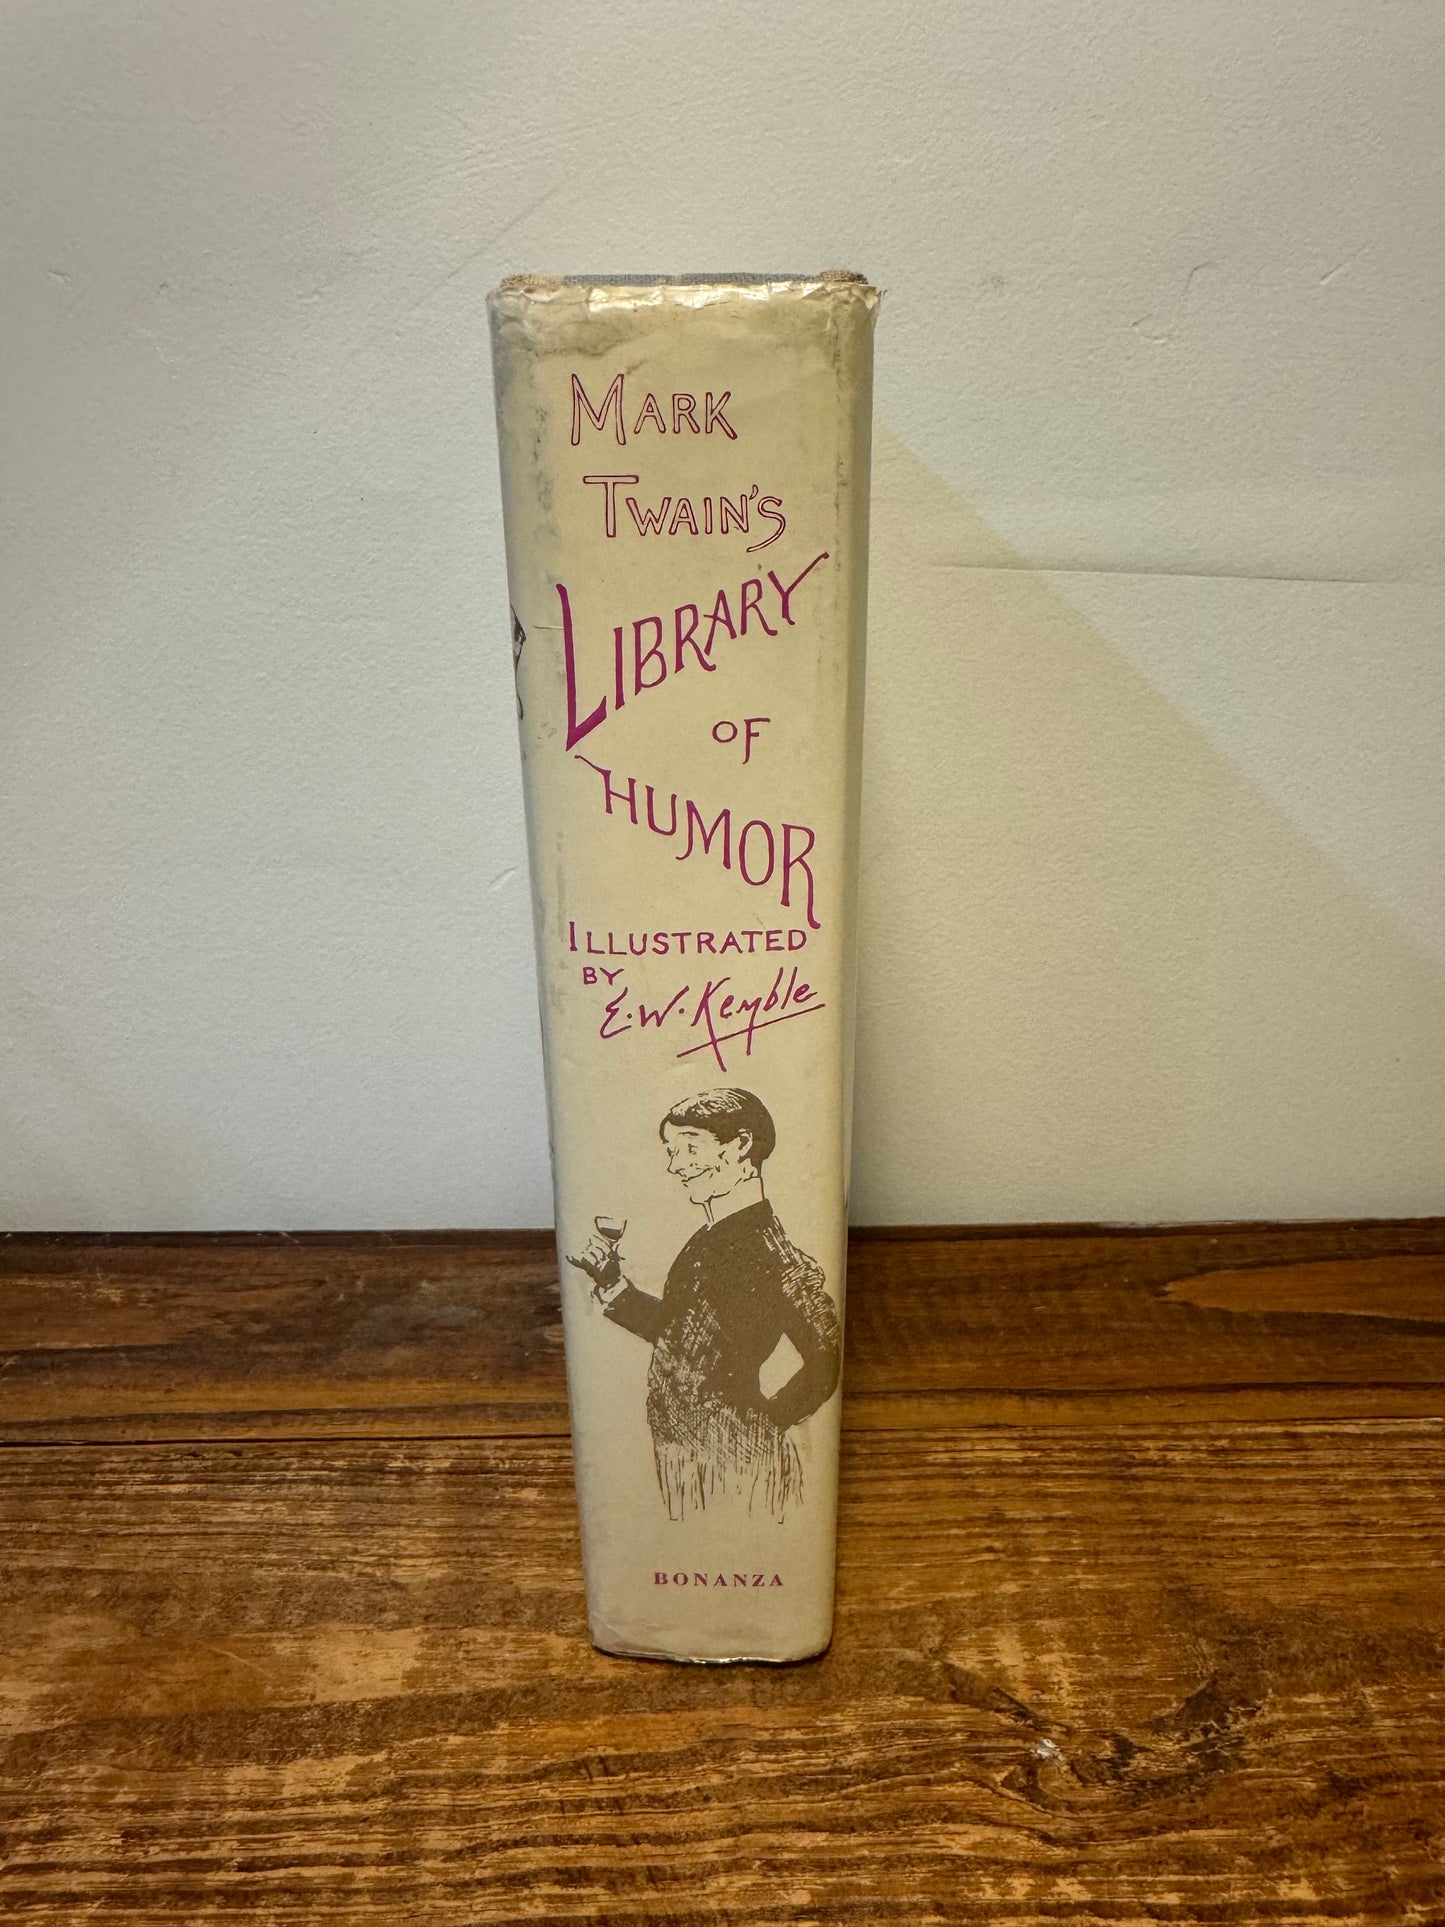 MARK
TWAIN'S
LIBRARY
OF
HUMOR
ILLUSTRATED
BY
E.W. Kemble
BONANZA